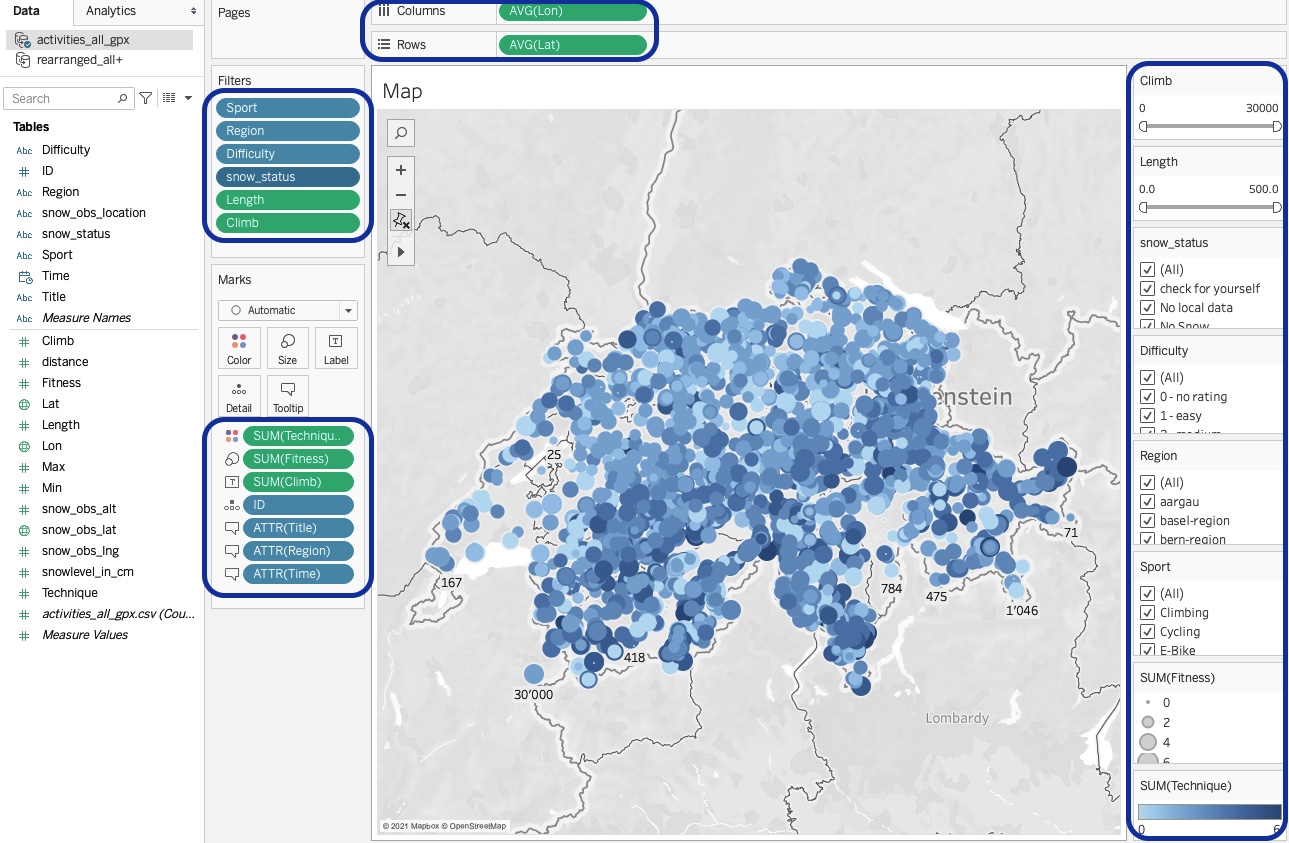 Data
Analytics
activities_all_gpx
rearranged_all+
Search
Tables
Abc Difficulty
ID
Abc Region
Abc snow_obs_location
Abc snow_status
Abc Sport
Time
Abc Title
Measure Names
Climb
distance
Fitness
Lat
Length
Lon
Max
Min
snow_obs_alt
snow_obs_lat
snow_obs_lng
snowlevel_in_cm
Technique
activities_all_gpx.csv (Cou...
Measure Values
Pages
Filters
Sport
Region
Difficulty
snow_status
Length
Climb
Marks
Automatic
Color
Size
T
Label
Detail
Tooltip
SUM(Techniqu..
SUM(Fitness)
T SUM(Climb)
ID
ATTR(Title)
ATTR(Region)
ATTR(Time)
Columns AVG(Lon)
Rows AVG(Lat)
Map
enstein
25
71
167
784
475
1’046
418
30’000
Lombardy
© 2021 Mapbox © OpenStreetMap
Climb
0 30000
Length
0.0 500.0
snow_status
(All)
check for yourself
No local data
No Snow
Difficulty
(All)
0 - no rating
1 - easy
2 - medium
Region
(All)
aargau
basel-region
bern-region
Sport
(All)
Climbing
Cycling
E-Bike
SUM(Fitness)
0
2
4
6
SUM(Technique)
0 6